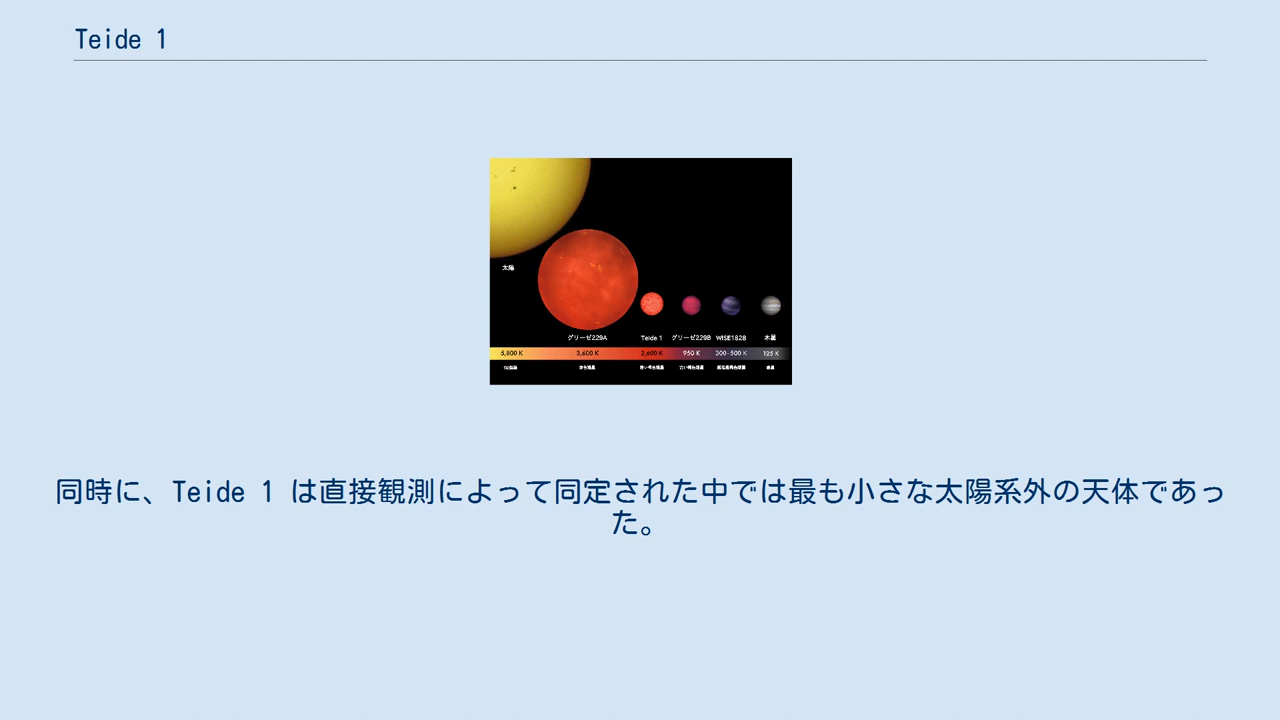 Teide 1
太陽
グリーゼ229A
Teide 1
グリーゼ229B
WISE1828
木星
5,800 K
3,600 K
2,600 K
950 K
300-500 K
125 K
同時に、Teide 1 は直接観測によって同定された中では最も小さな太陽系外の天体であっ
た。